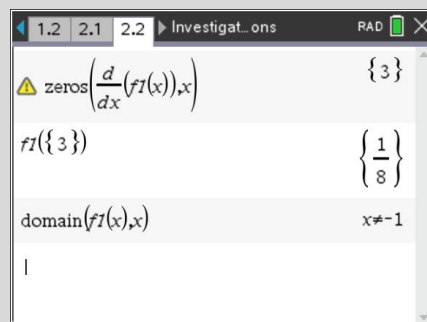 1.2 2.1 2.2 Investigat… ons RAD
zeros(d/dx(f1(x)),x) {3}
f1({3}) {1/8}
domain(f1(x),x) x≠-1